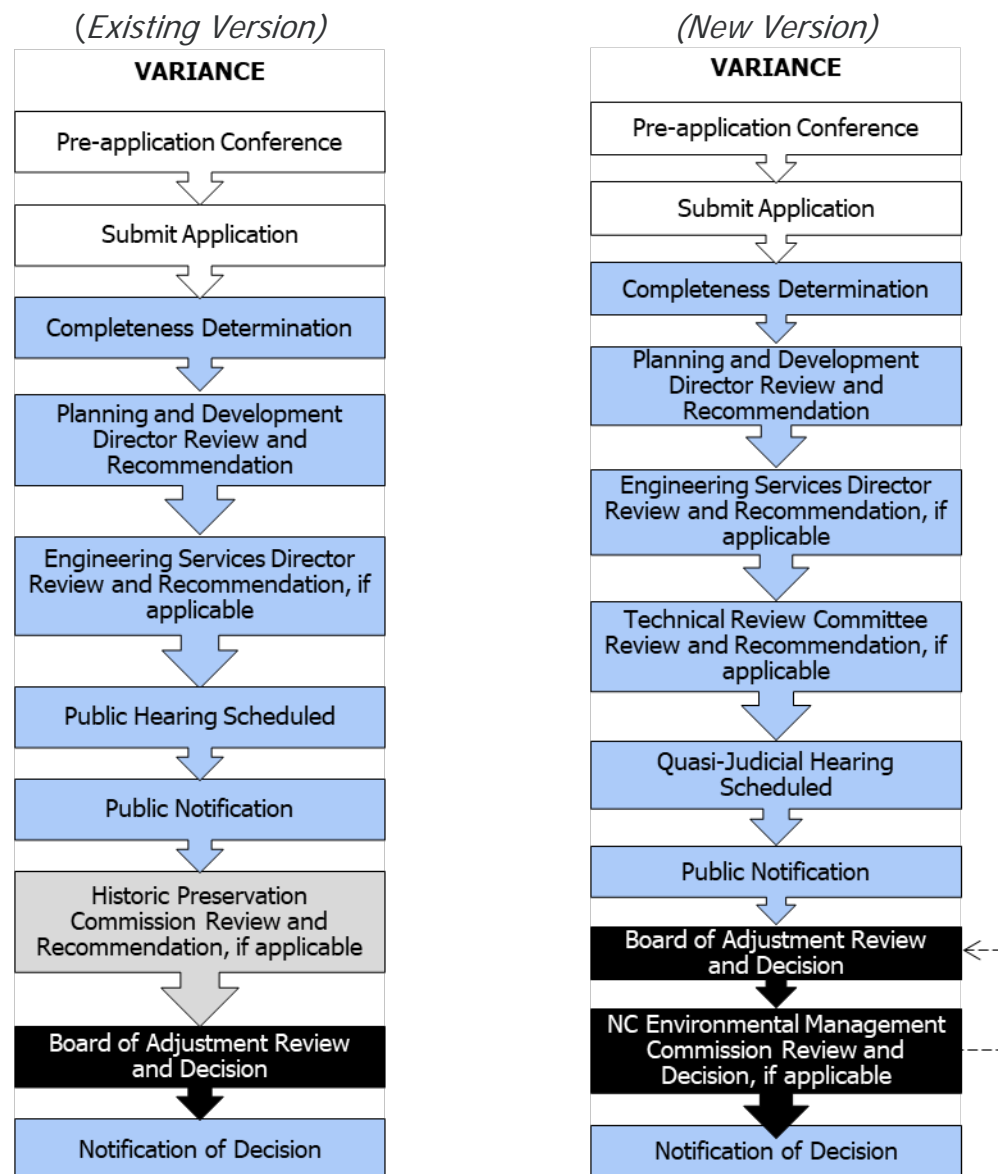 (Existing Version)
VARIANCE
Pre-application Conference
Submit Application
Completeness Determination
Planning and Development
Director Review and
Recommendation
Engineering Services Director
Review and Recommendation, if
applicable
Public Hearing Scheduled
Public Notification
Historic Preservation
Commission Review and
Recommendation, if applicable
Board of Adjustment Review
and Decision
Notification of Decision
(New Version)
VARIANCE
Pre-application Conference
Submit Application
Completeness Determination
Planning and Development
Director Review and
Recommendation
Engineering Services Director
Review and Recommendation, if
applicable
Technical Review Committee
Review and Recommendation, if
applicable
Quasi-Judicial Hearing
Scheduled
Public Notification
Board of Adjustment Review
and Decision
NC Environmental Management
Commission Review and
Decision, if applicable
Notification of Decision